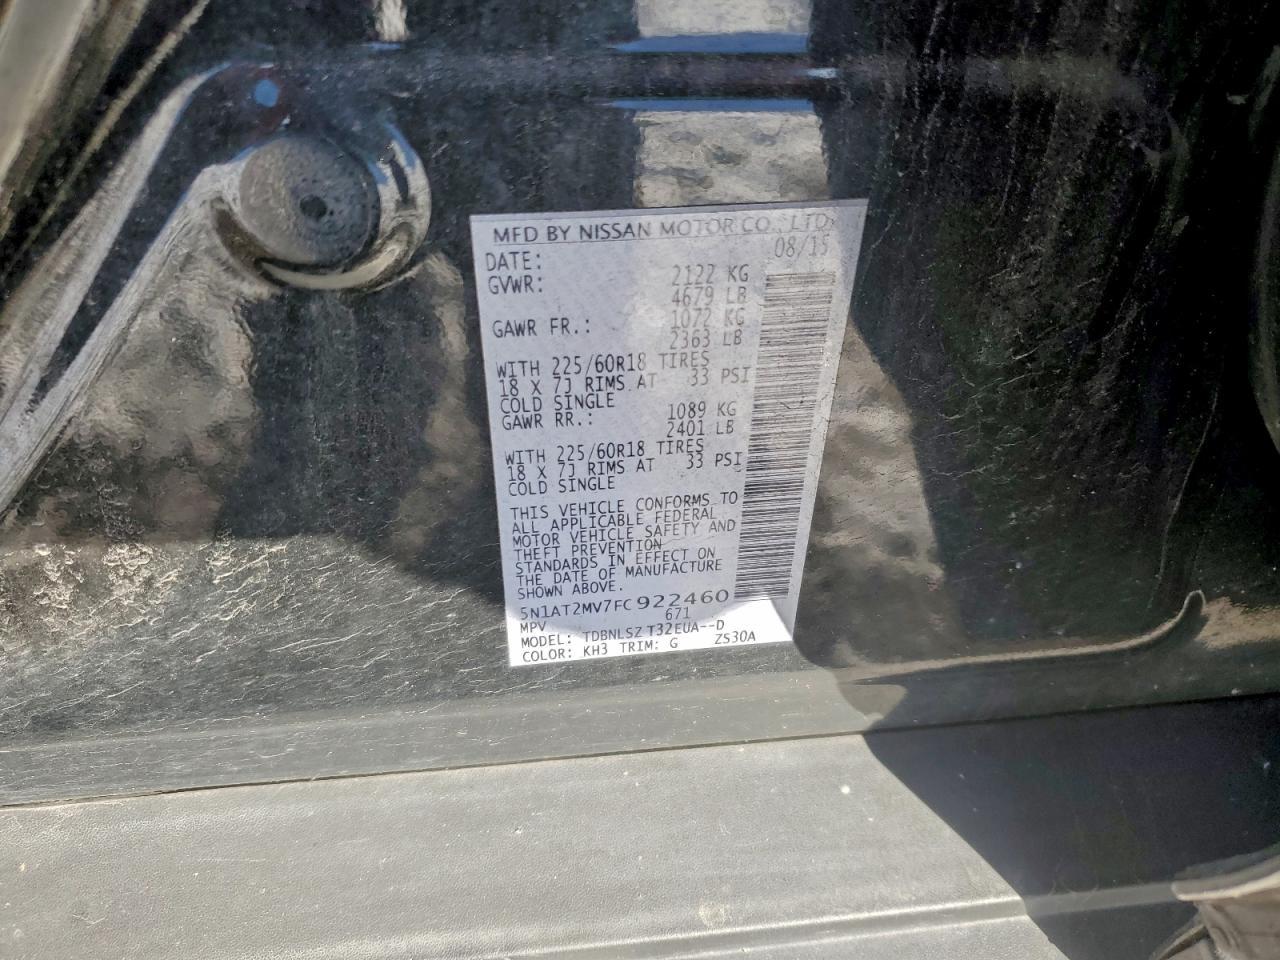 MFD BY NISSAN MOTOR CO., LTD.
DATE: 08/15
GVWR: 2122 KG
4679 LB
GAWR FR.: 1072 KG
2363 LB
WITH 225/60R18 TIRES
18 X 7J RIMS AT 33 PSI
COLD SINGLE
GAWR RR.: 1089 KG
2401 LB
WITH 225/60R18 TIRES
18 X 7J RIMS AT 33 PSI
COLD SINGLE
THIS VEHICLE CONFORMS TO
ALL APPLICABLE FEDERAL
MOTOR VEHICLE SAFETY AND
THEFT PREVENTION
STANDARDS IN EFFECT ON
THE DATE OF MANUFACTURE
SHOWN ABOVE.
5N1AT2MV7FC922460
MPV 671
MODEL: TDBNLSZ T32EUA--D
COLOR: KH3 TRIM: G ZS30A